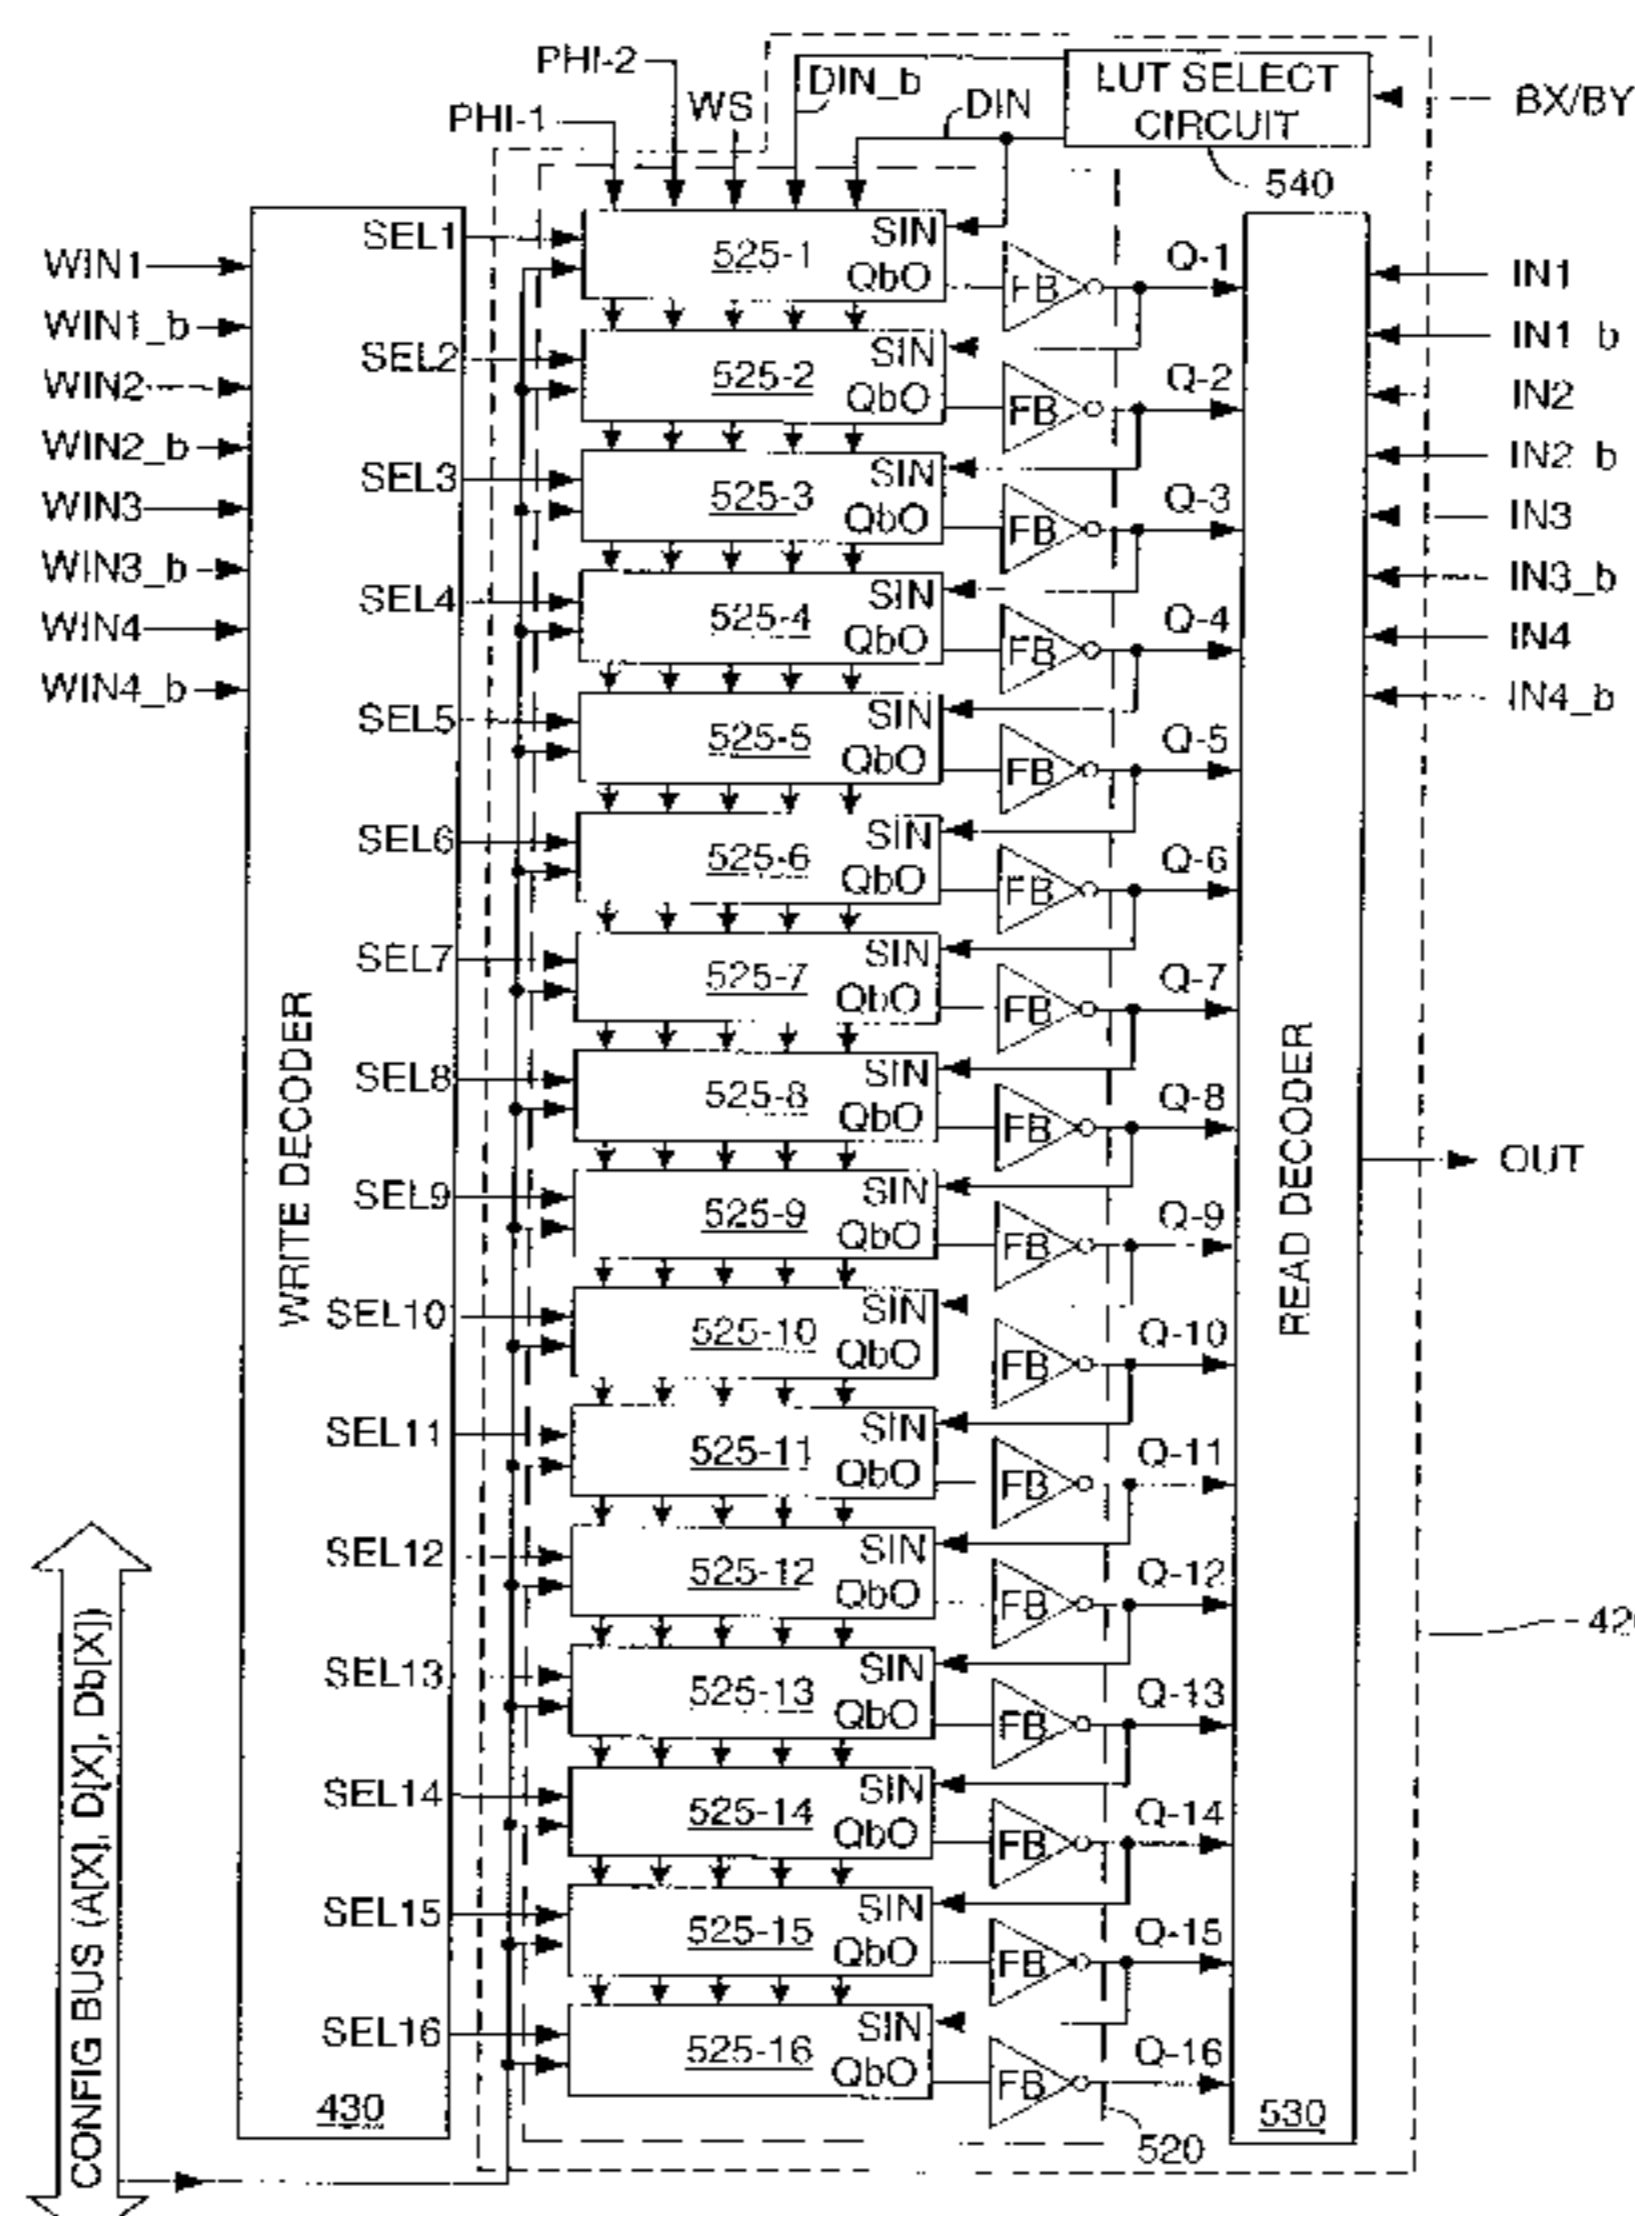 PHI-2
DIN_b
LUT SELECT
CIRCUIT
BX/BY
PHI-1
WS
DIN
540
WIN1
WIN1_b
WIN2
WIN2_b
WIN3
WIN3_b
WIN4
WIN4_b
WRITE DECODER
430
CONFIG BUS (A[X], D[X], Db[X])
SEL1
525-1
SIN
QbO
FB
Q-1
SEL2
525-2
SIN
QbO
FB
Q-2
SEL3
525-3
SIN
QbO
FB
Q-3
SEL4
525-4
SIN
QbO
FB
Q-4
SEL5
525-5
SIN
QbO
FB
Q-5
SEL6
525-6
SIN
QbO
FB
Q-6
SEL7
525-7
SIN
QbO
FB
Q-7
SEL8
525-8
SIN
QbO
FB
Q-8
SEL9
525-9
SIN
QbO
FB
Q-9
SEL10
525-10
SIN
QbO
FB
Q-10
SEL11
525-11
SIN
QbO
FB
Q-11
SEL12
525-12
SIN
QbO
FB
Q-12
SEL13
525-13
SIN
QbO
FB
Q-13
SEL14
525-14
SIN
QbO
FB
Q-14
SEL15
525-15
SIN
QbO
FB
Q-15
SEL16
525-16
SIN
QbO
FB
Q-16
520
READ DECODER
530
IN1
IN1_b
IN2
IN2_b
IN3
IN3_b
IN4
IN4_b
OUT